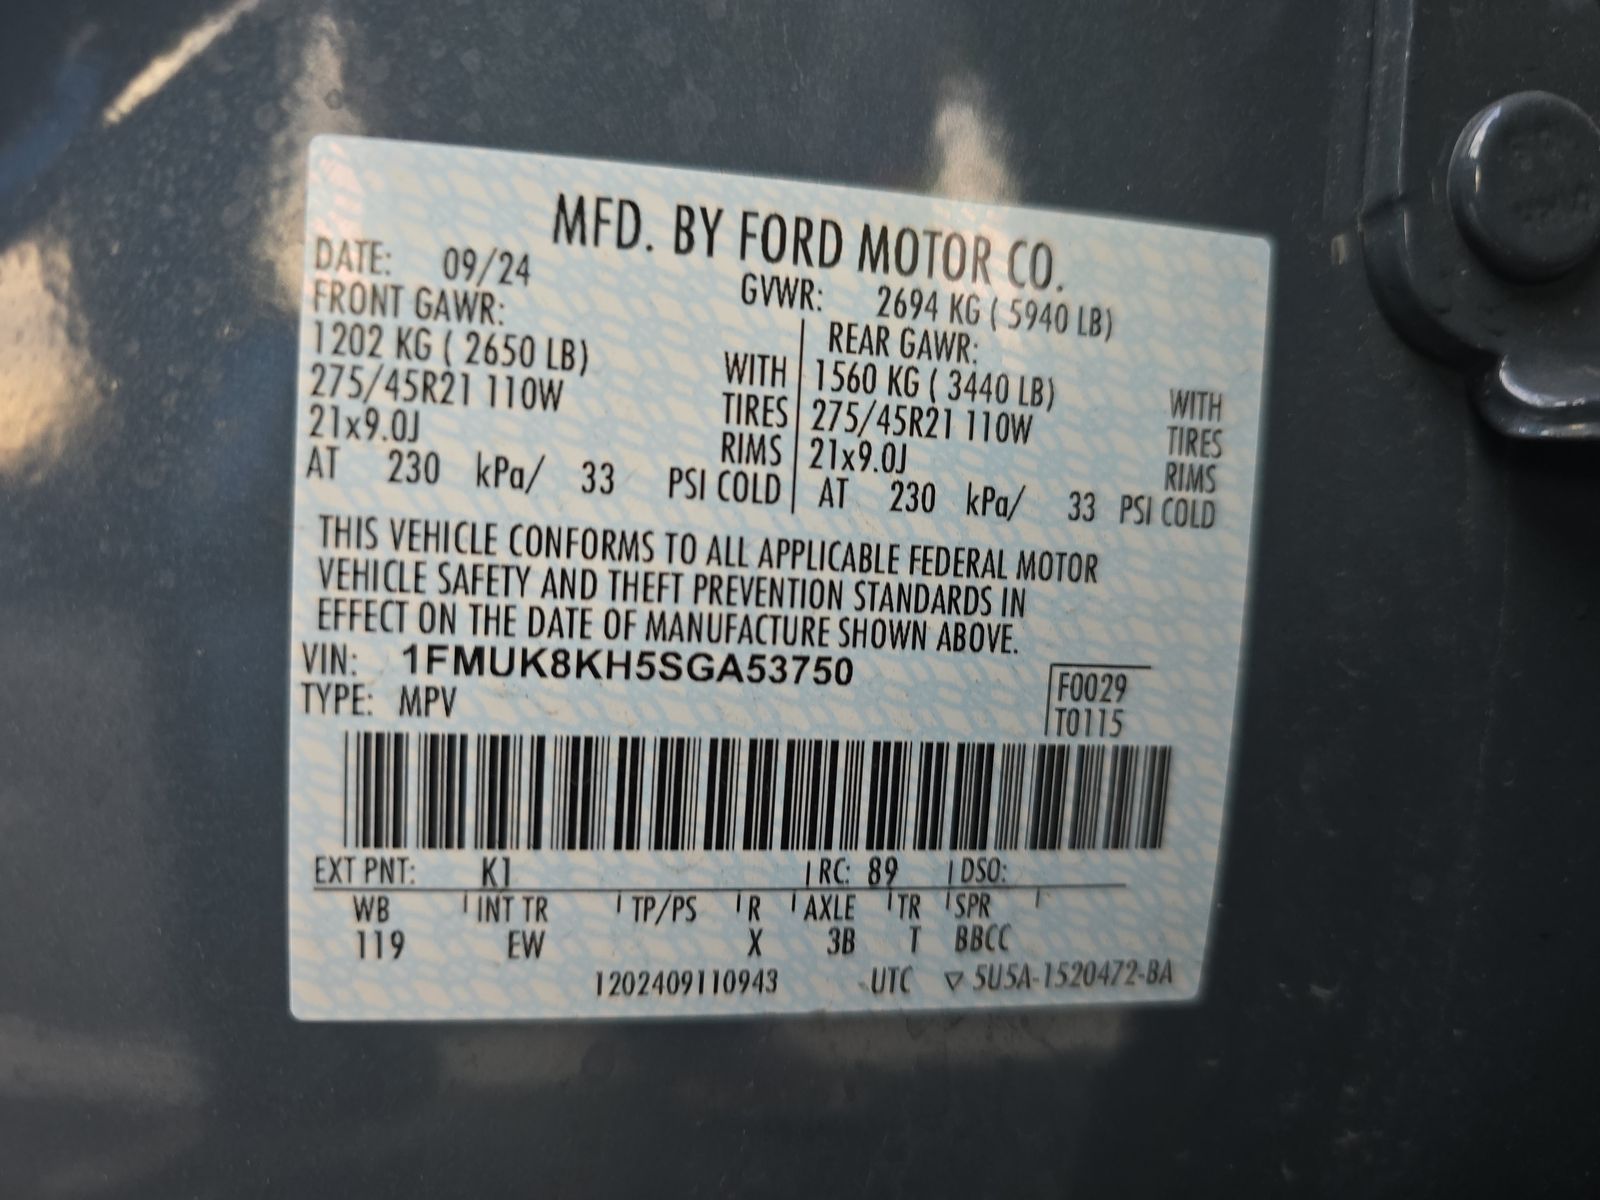 MFD. BY FORD MOTOR CO.
DATE: 09/24 GVWR: 2694 KG ( 5940 LB)
FRONT GAWR: REAR GAWR:
1202 KG ( 2650 LB) WITH 1560 KG ( 3440 LB) WITH
275/45R21 110W TIRES 275/45R21 110W TIRES
21x9.0J RIMS 21x9.0J RIMS
AT 230 kPa/ 33 PSI COLD AT 230 kPa/ 33 PSI COLD
THIS VEHICLE CONFORMS TO ALL APPLICABLE FEDERAL MOTOR
VEHICLE SAFETY AND THEFT PREVENTION STANDARDS IN
EFFECT ON THE DATE OF MANUFACTURE SHOWN ABOVE.
VIN: 1FMUK8KH5SGA53750
TYPE: MPV
F0029
T0115
EXT PNT: K1 RC: 89 DSO:
WB INT TR TP/PS R AXLE TR SPR
119 EW X 3B T BBCC
1202409110943 UTC ▽ 5U5A-1520472-BA